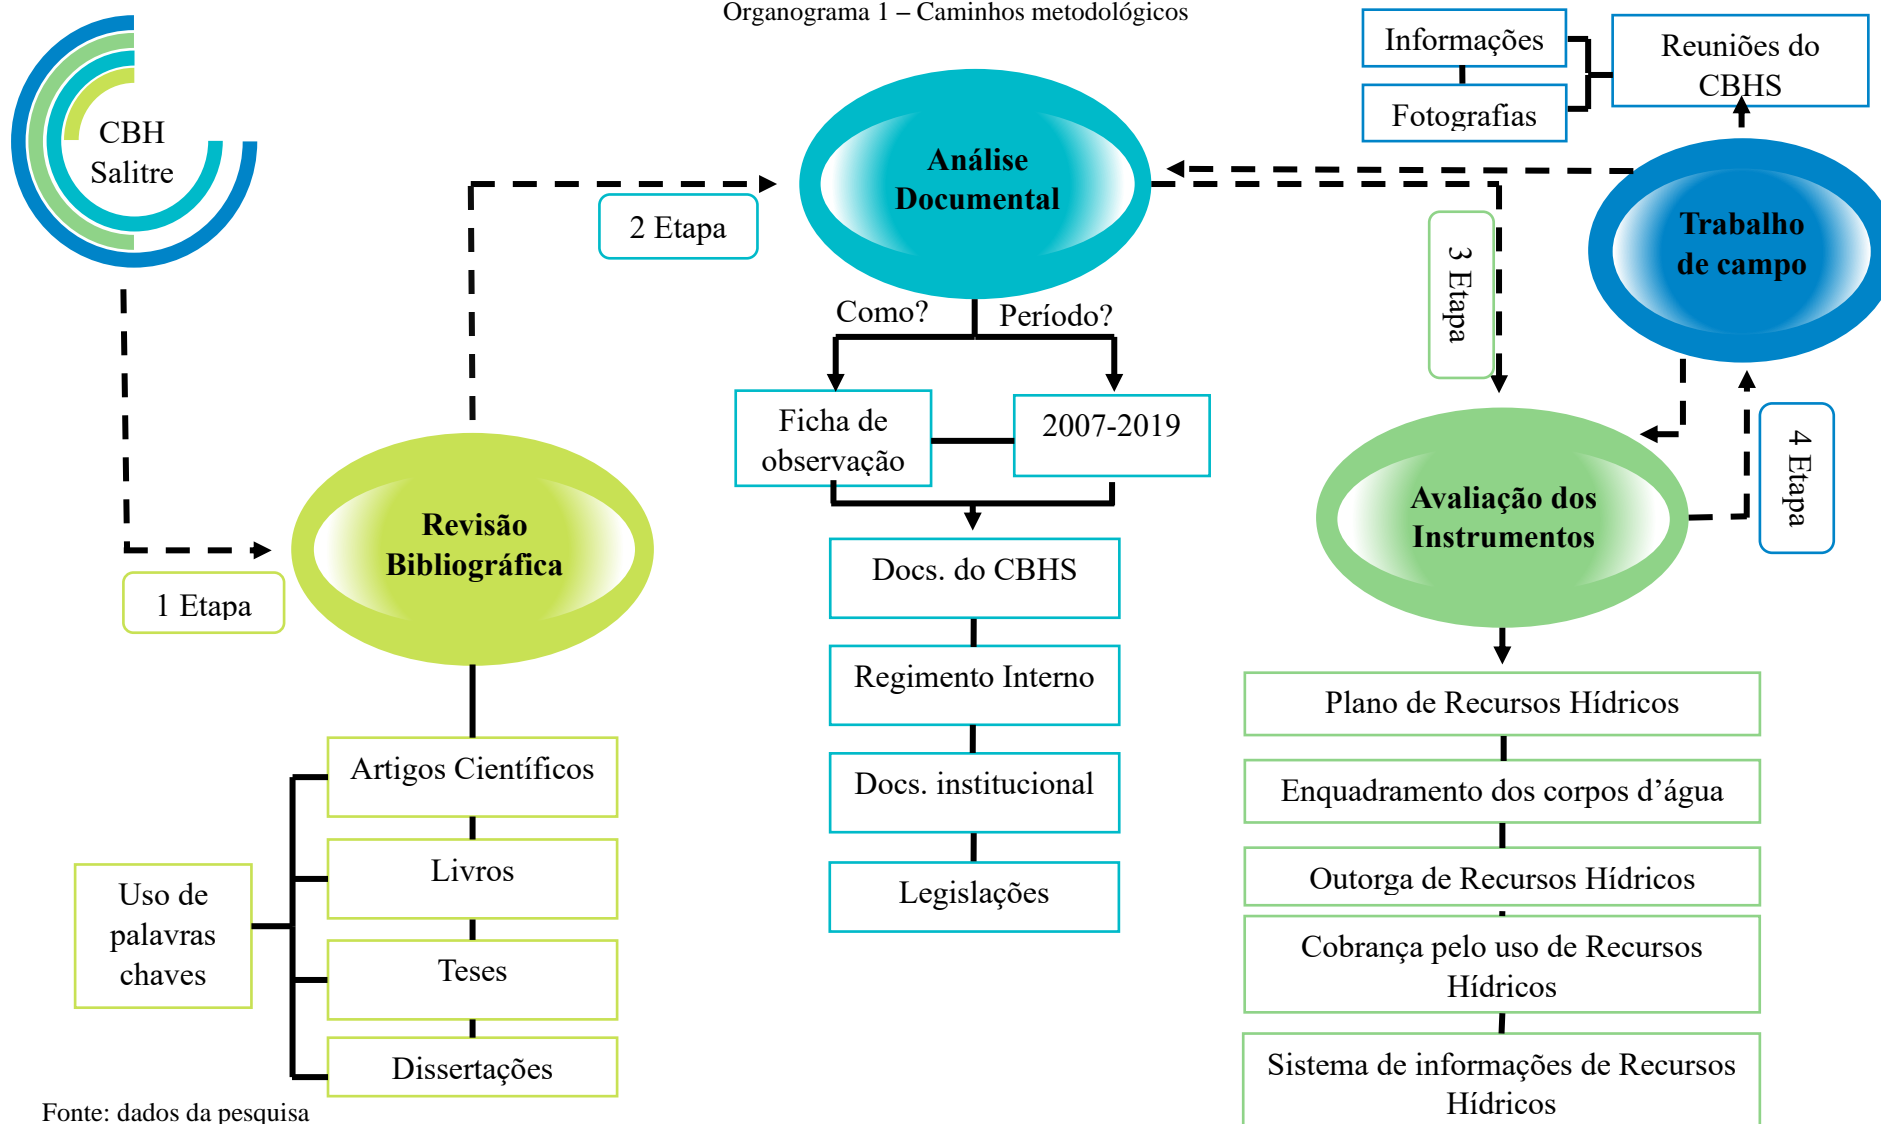 Organograma 1 – Caminhos metodológicos
CBH
Salitre
1 Etapa
Revisão
Bibliográfica
Uso de
palavras
chaves
Artigos Científicos
Livros
Teses
Dissertações
2 Etapa
Análise
Documental
Como?
Período?
Ficha de
observação
2007-2019
Docs. do CBHS
Regimento Interno
Docs. institucional
Legislações
3 Etapa
Avaliação dos
Instrumentos
Plano de Recursos Hídricos
Enquadramento dos corpos d’água
Outorga de Recursos Hídricos
Cobrança pelo uso de Recursos
Hídricos
Sistema de informações de Recursos
Hídricos
4 Etapa
Trabalho
de campo
Reuniões do
CBHS
Informações
Fotografias
Fonte: dados da pesquisa